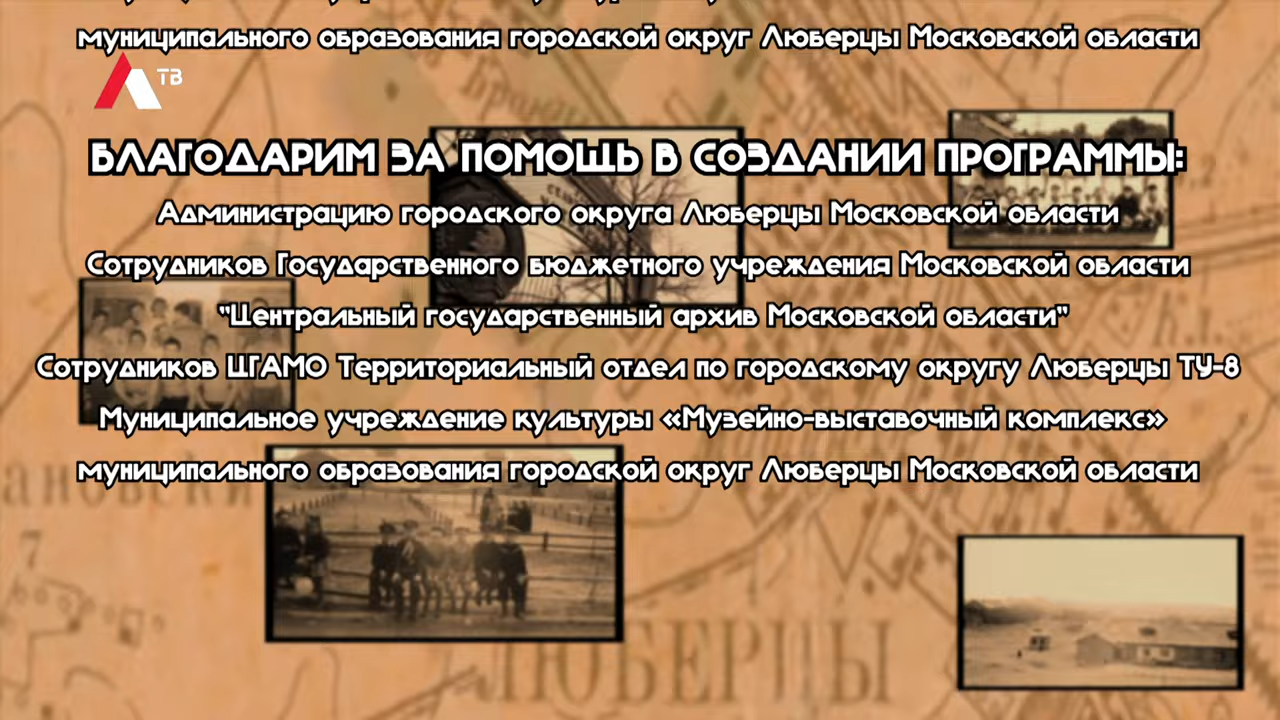 муниципального образования городской округ Люберцы Московской области
ТВ
БЛАГОДАРИМ ЗА ПОМОЩЬ В СОЗДАНИИ ПРОГРАММЫ:
Администрацию городского округа Люберцы Московской области
Сотрудников Государственного бюджетного учреждения Московской области
"Центральный государственный архив Московской области"
Сотрудников ЦГАМО Территориальный отдел по городскому округу Люберцы ТУ-8
Муниципальное учреждение культуры «Музейно-выставочный комплекс»
муниципального образования городской округ Люберцы Московской области
7
ЛЮБЕРЦЫ